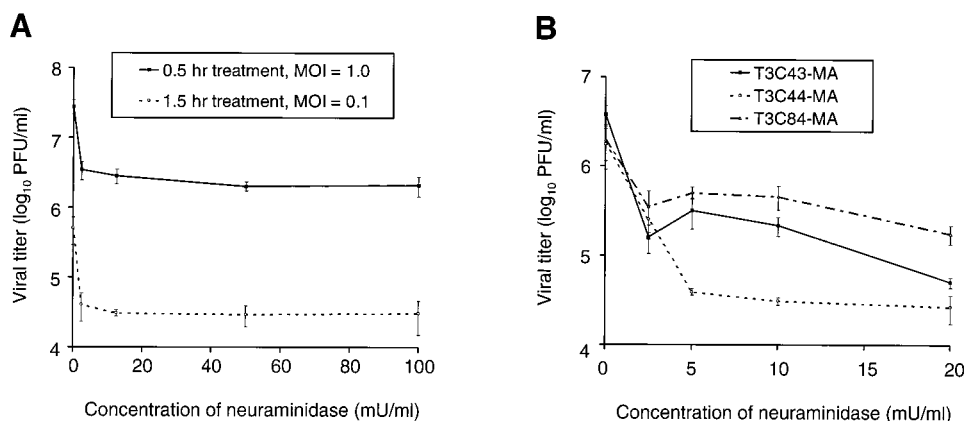 A
0.5 hr treatment, MOI = 1.0
1.5 hr treatment, MOI = 0.1
Viral titer (log10 PFU/ml)
8
7
6
5
4
0 20 40 60 80 100
Concentration of neuraminidase (mU/ml)
B
T3C43-MA
T3C44-MA
T3C84-MA
Viral titer (log10 PFU/ml)
7
6
5
4
0 5 10 15 20
Concentration of neuraminidase (mU/ml)